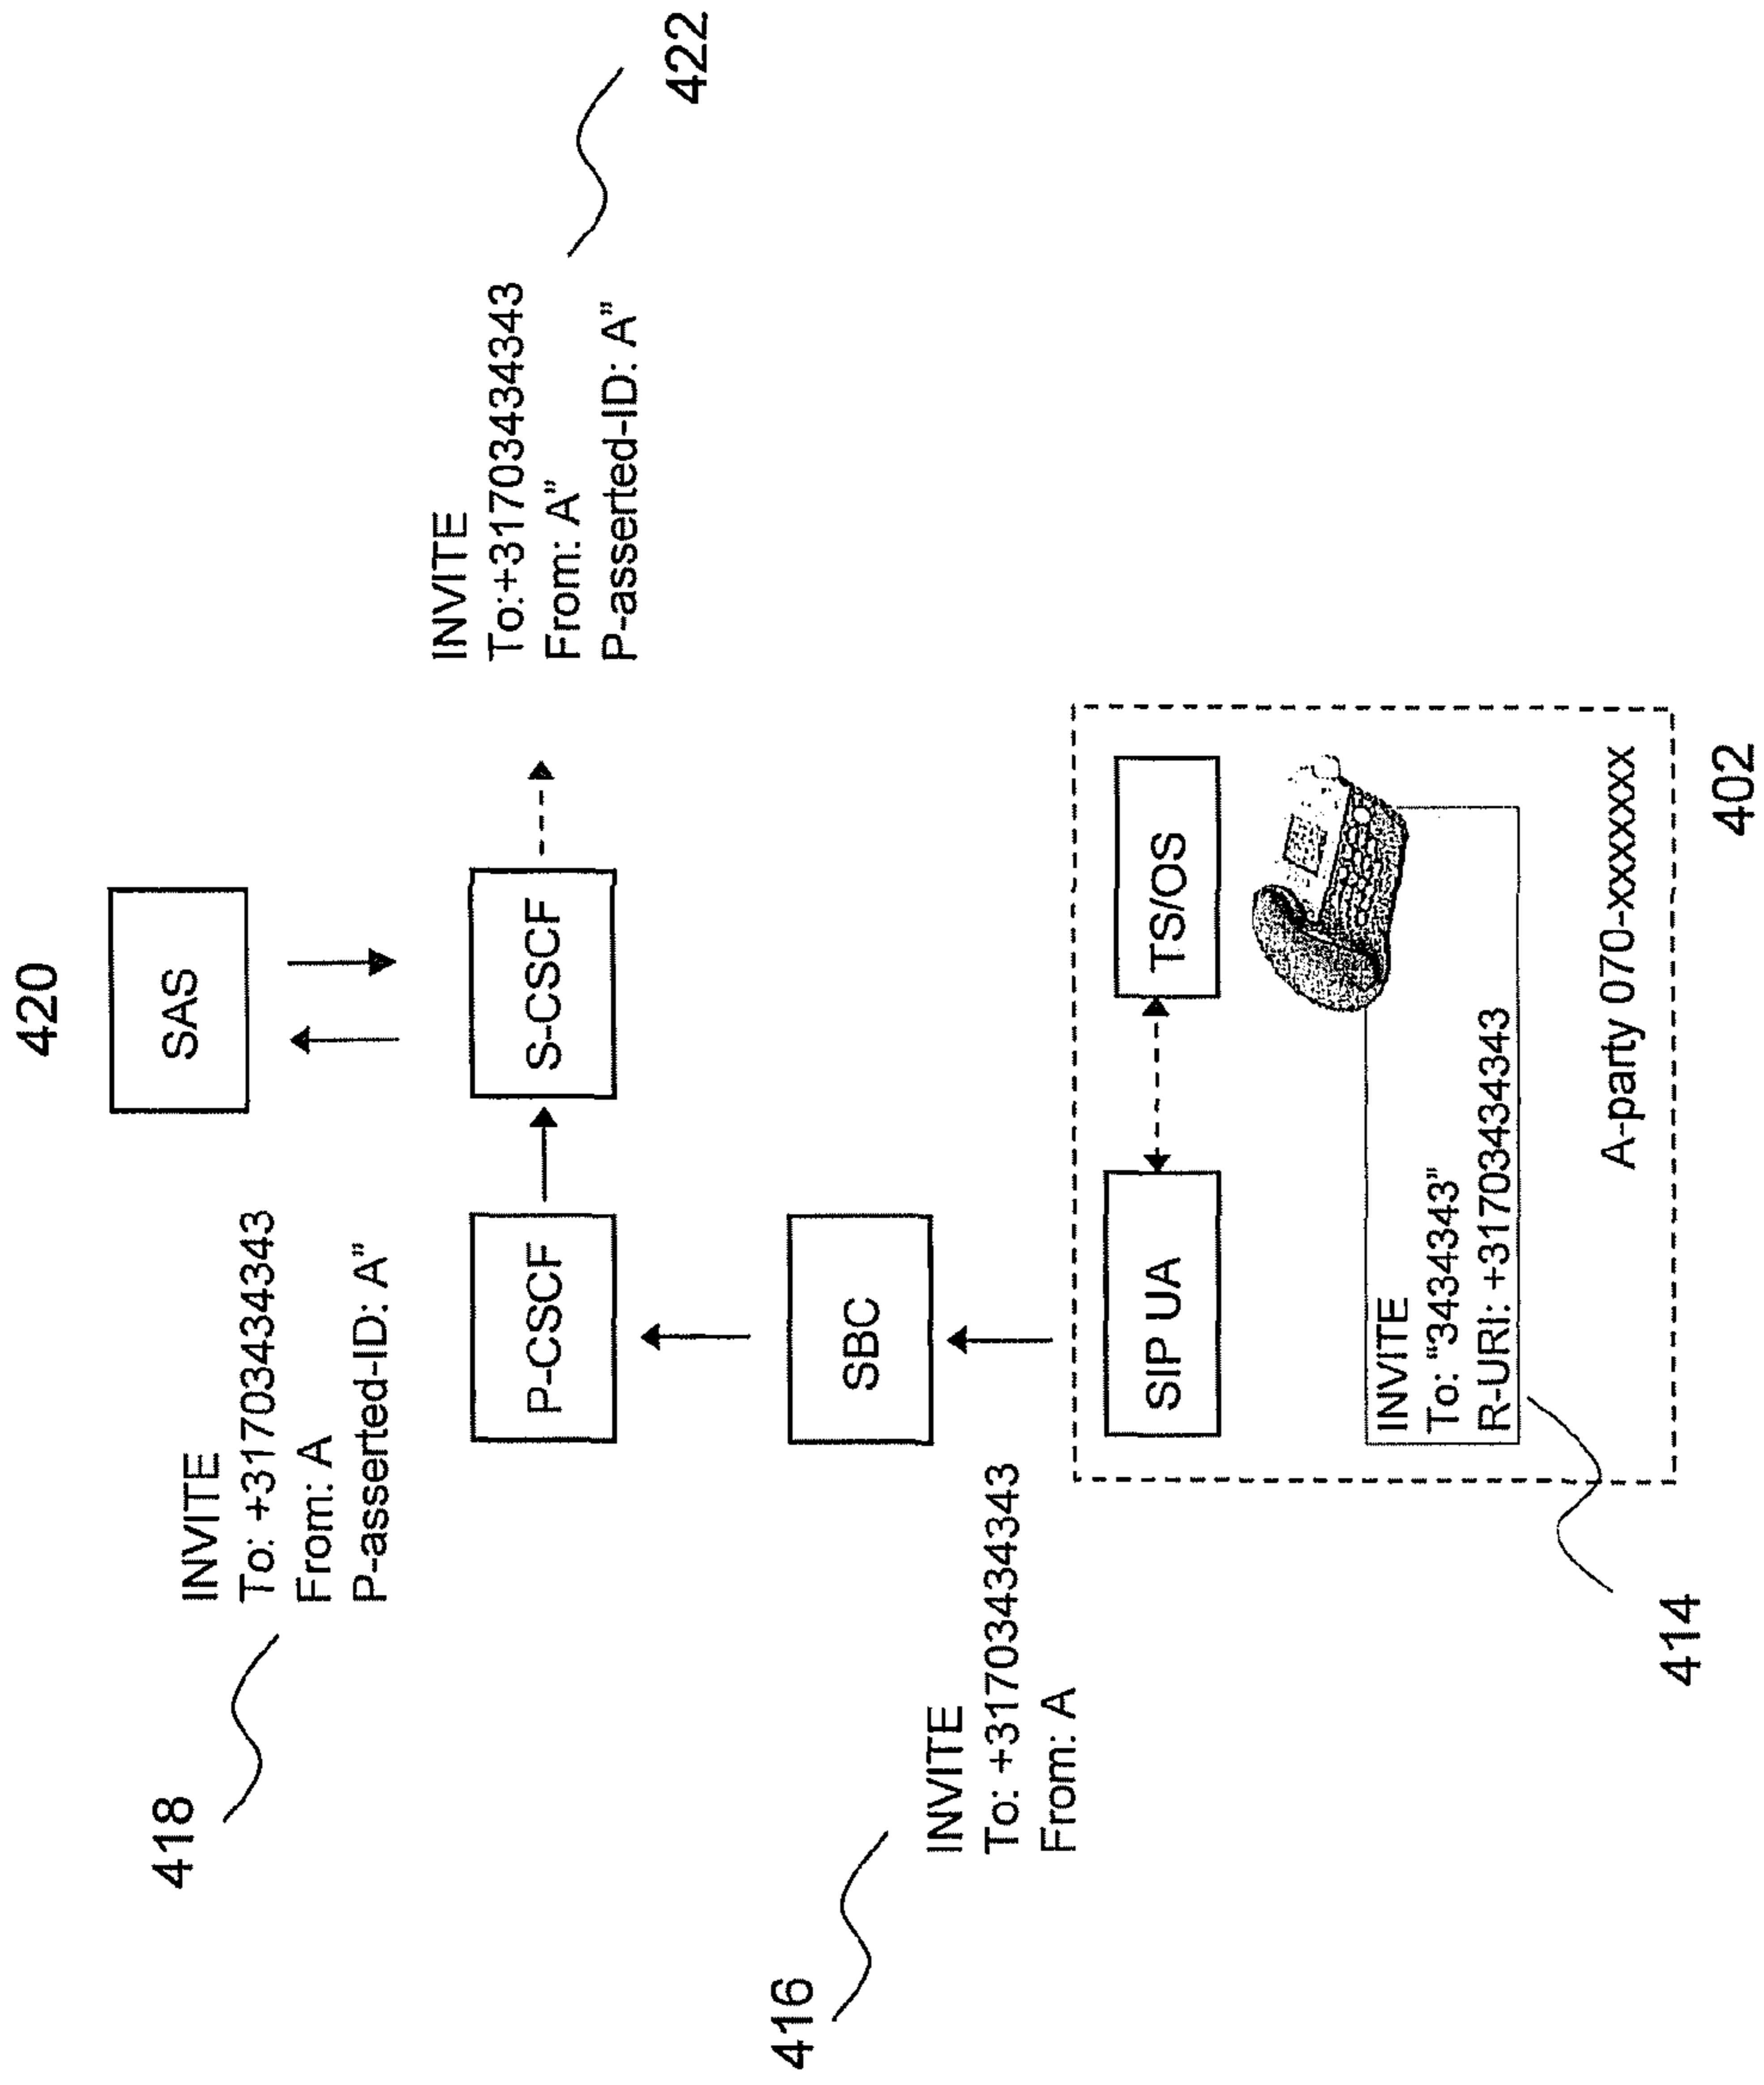 420
SAS
418
INVITE
To: +31703434343
From: A
P-asserted-ID: A”
P-CSCF
S-CSCF
INVITE
To:+31703434343
From: A”
P-asserted-ID: A”
422
416
SBC
INVITE
To: +31703434343
From: A
SIP UA
TS/OS
INVITE
To: “3434343”
R-URI: +31703434343
A-party 070-xxxxxxx
414
402